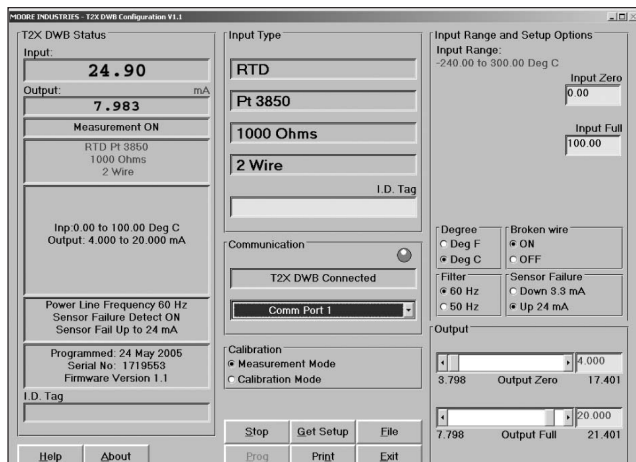 MOORE INDUSTRIES - T2X DWB Configuration V1.1
T2X DWB Status
Input:
24.90
Output: mA
7.983
Measurement ON
RTD Pt 3850
1000 Ohms
2 Wire
Inp:0.00 to 100.00 Deg C
Output: 4.000 to 20.000 mA
Power Line Frequency 60 Hz
Sensor Failure Detect ON
Sensor Fail Up to 24 mA
Programmed: 24 May 2005
Serial No: 1719553
Firmware Version 1.1
I.D. Tag
Help About
Input Type
RTD
Pt 3850
1000 Ohms
2 Wire
I.D. Tag
Communication
T2X DWB Connected
Comm Port 1
Calibration
Measurement Mode
Calibration Mode
Stop Get Setup File
Prog Print Exit
Input Range and Setup Options
Input Range:
-240.00 to 300.00 Deg C
Input Zero
0.00
Input Full
100.00
Degree
Deg F
Deg C
Broken wire
ON
OFF
Filter
60 Hz
50 Hz
Sensor Failure
Down 3.3 mA
Up 24 mA
Output
4.000
3.798 Output Zero 17.401
20.000
7.798 Output Full 21.401